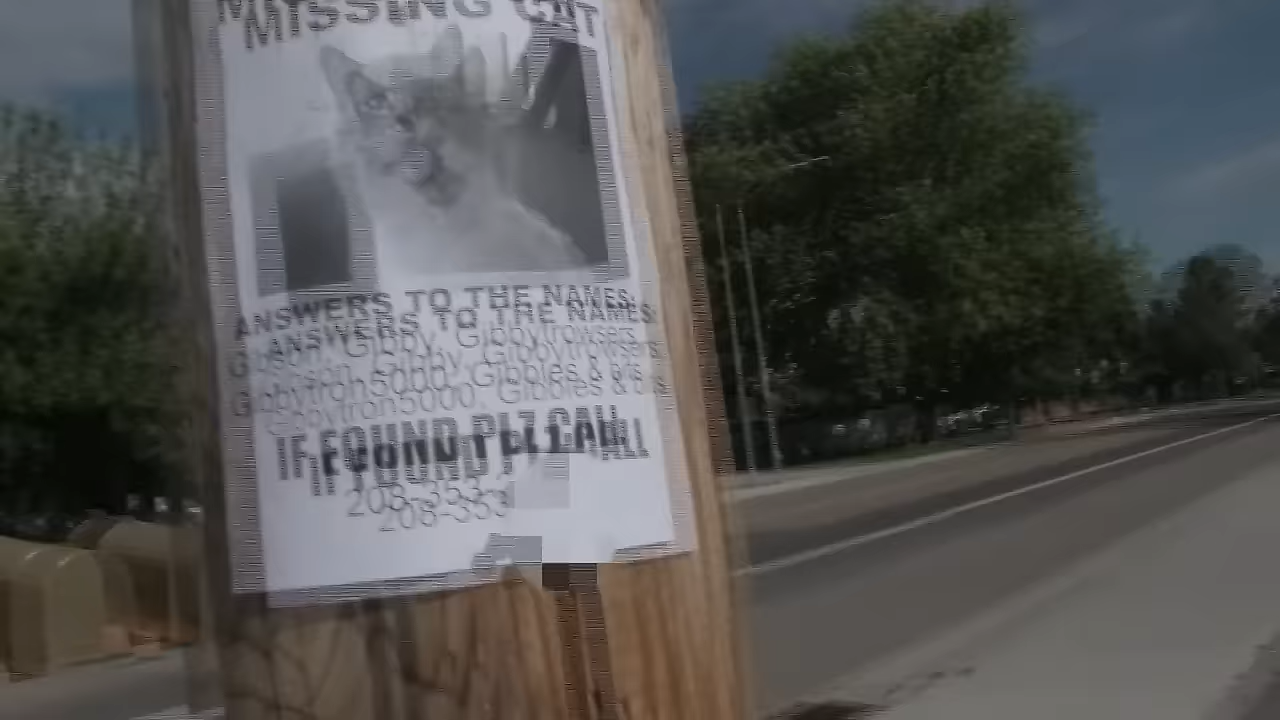 MISSING CAT
ANSWERS TO THE NAMES:
Gibson, Gibby, Gibbytrowsers
Gibbytron5000, Gibbles & bits
IF FOUND PLZ CALL
208-353